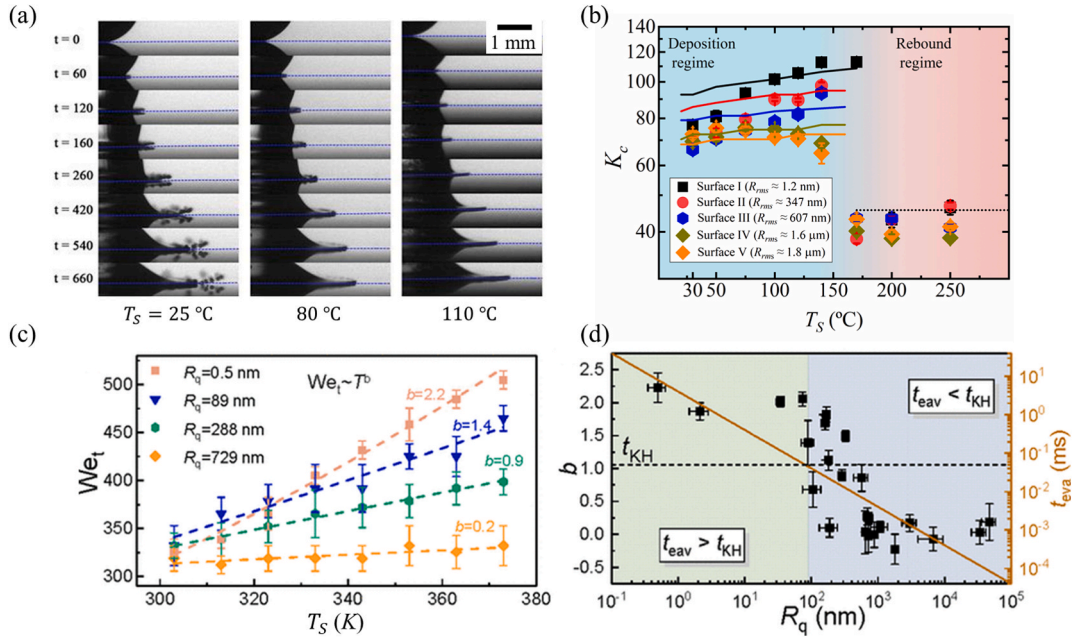 (a)
1 mm
t = 0
t = 60
t = 120
t = 160
t = 260
t = 420
t = 540
t = 660
T_S = 25 °C
80 °C
110 °C
(b)
Deposition
regime
Rebound
regime
K_c
140
120
100
80
60
40
Surface I (R_rms ≈ 1.2 nm)
Surface II (R_rms ≈ 347 nm)
Surface III (R_rms ≈ 607 nm)
Surface IV (R_rms ≈ 1.6 μm)
Surface V (R_rms ≈ 1.8 μm)
30 50 100 150 200 250
T_S (ºC)
(c)
We_t
500
450
400
350
300
R_q=0.5 nm
R_q=89 nm
R_q=288 nm
R_q=729 nm
We_t~T^b
b=2.2
b=1.4
b=0.9
b=0.2
300 310 320 330 340 350 360 370 380
T_S (K)
(d)
b
2.5
2.0
1.5
1.0
0.5
0.0
-0.5
t_KH
t_eav < t_KH
t_eav > t_KH
10^1
10^0
10^-1
10^-2
10^-3
10^-4
t_eva (ms)
10^-1 10^0 10^1 10^2 10^3 10^4 10^5
R_q (nm)